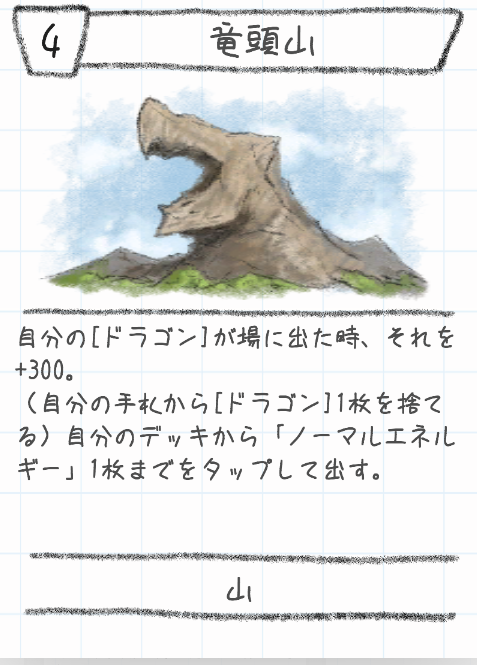 4
竜頭山
自分の[ドラゴン]が場に出た時、それを
+300。
（自分の手札から[ドラゴン]1枚を捨て
る）自分のデッキから「ノーマルエネル
ギー」1枚までをタップして出す。
山